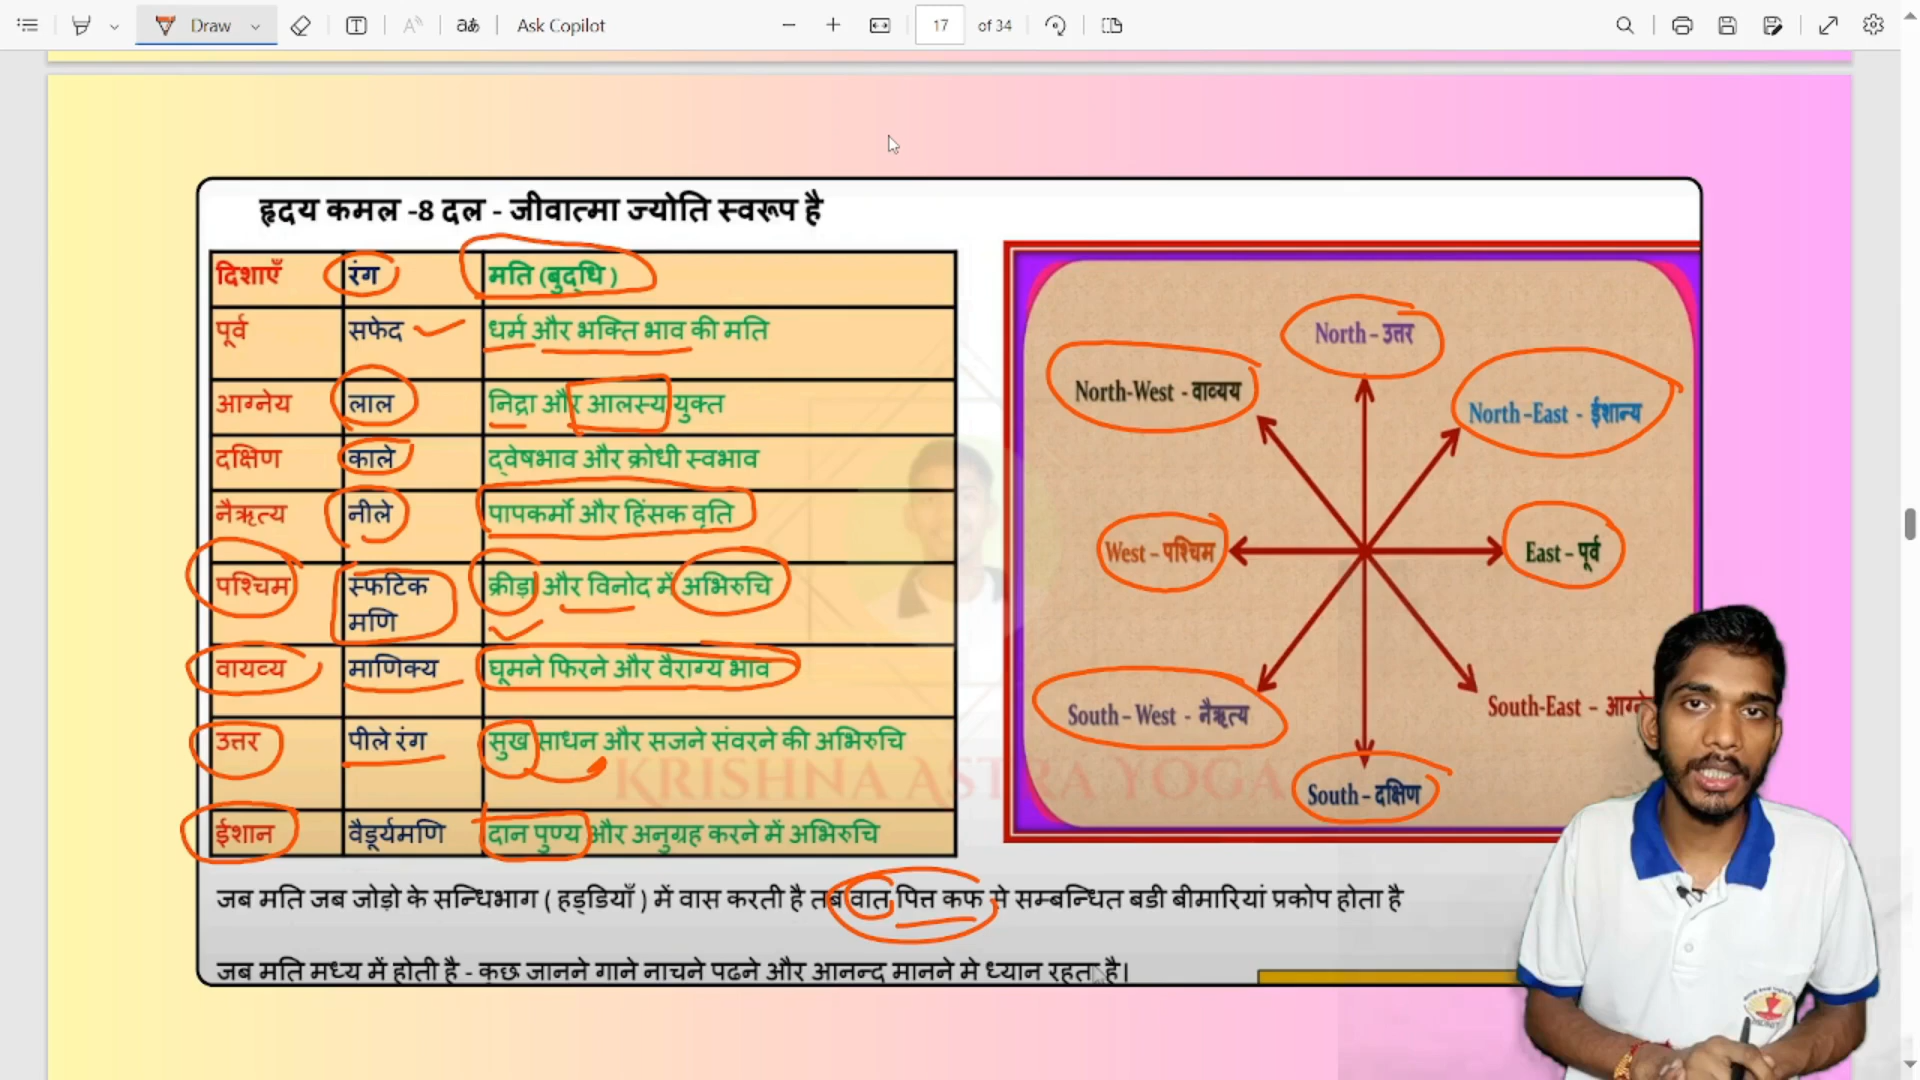 Draw
Ask Copilot
17 of 34
हृदय कमल -8 दल - जीवात्मा ज्योति स्वरूप है
दिशाएँ रंग मति (बुद्धि )
पूर्व सफेद धर्म और भक्ति भाव की मति
आग्नेय लाल निद्रा और आलस्य युक्त
दक्षिण काले द्वेषभाव और क्रोधी स्वभाव
नैऋत्य नीले पापकर्मो और हिंसक वृति
पश्चिम स्फटिक मणि क्रीड़ा और विनोद में अभिरुचि
वायव्य माणिक्य घूमने फिरने और वैराग्य भाव
उत्तर पीले रंग सुख साधन और सजने संवरने की अभिरुचि
ईशान वैडूर्यमणि दान पुण्य और अनुग्रह करने में अभिरुचि
North - उत्तर
North-West - वाव्यय
North-East - ईशान्य
West - पश्चिम
East - पूर्व
South - West - नैऋृत्य
South-East -
South - दक्षिण
KRISHNA ASTRA YOGA
जब मति जब जोड़ो के सन्धिभाग ( हड्डियाँ ) में वास करती है तब वात पित्त कफ से सम्बन्धित बडी बीमारियां प्रकोप होता है
जब मति मध्य में होती है - कुछ जानने गाने नाचने पढने और आनन्द मानने मे ध्यान रहता है।